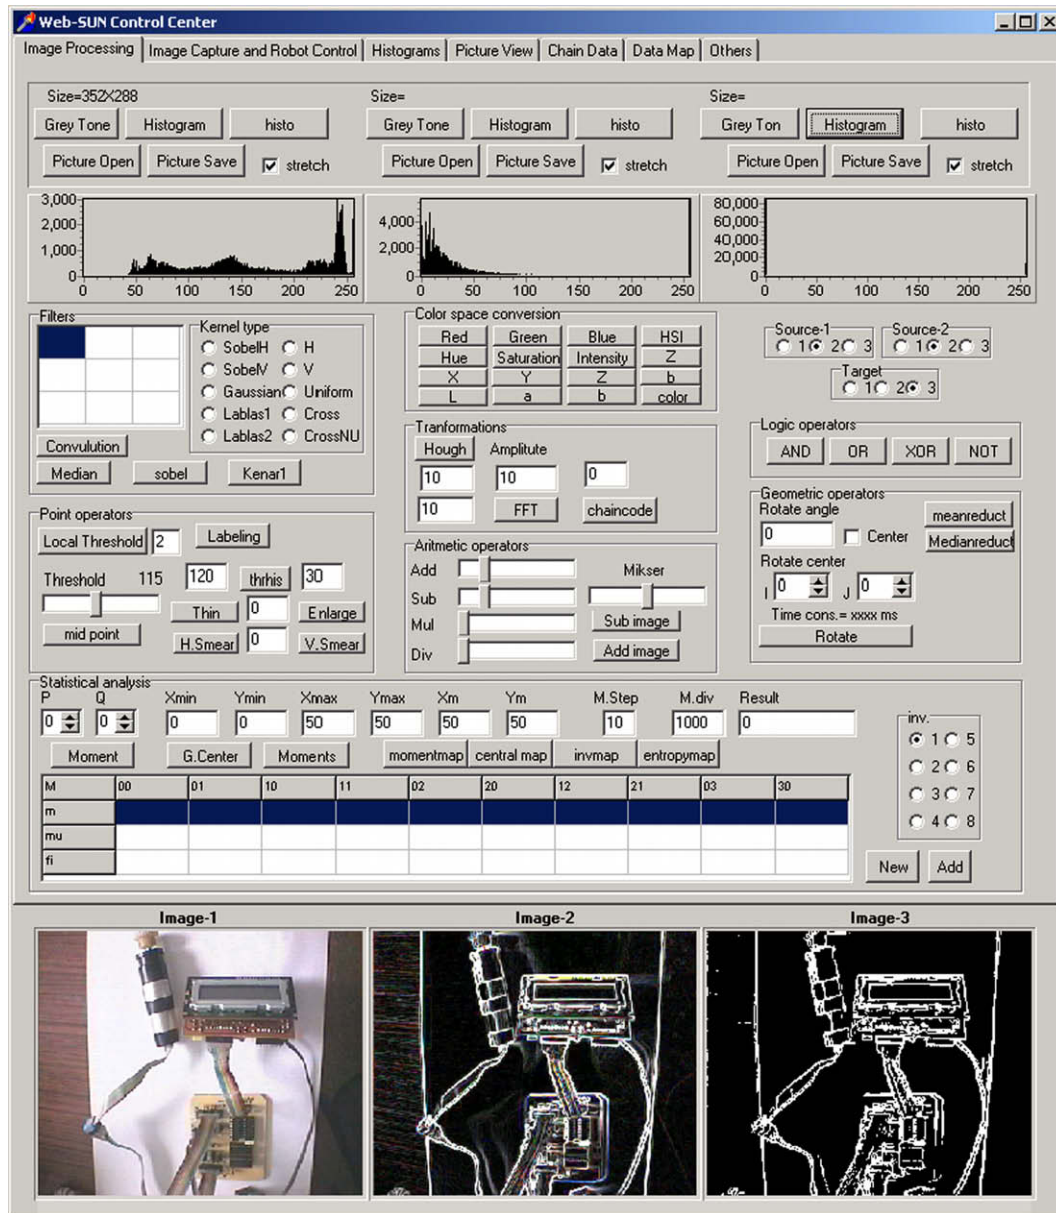 Web-SUN Control Center
Image Processing Image Capture and Robot Control Histograms Picture View Chain Data Data Map Others
Size=352X288 Size= Size=
Grey Tone Histogram histo Grey Tone Histogram histo Grey Ton Histogram histo
Picture Open Picture Save stretch Picture Open Picture Save stretch Picture Open Picture Save stretch
3,000
2,000
1,000
0
0 50 100 150 200 250
4,000
2,000
0
0 50 100 150 200 250
80,000
60,000
40,000
20,000
0
0 50 100 150 200 250
Filters
Kernel type
SobelH H
SobelV V
Gaussian Uniform
Lablas1 Cross
Lablas2 CrossNU
Convulution
Median sobel Kenar1
Color space conversion
Red Green Blue HSI
Hue Saturation Intensity Z
X Y Z b
L a b color
Source-1 Source-2
1 2 3 1 2 3
Target
1 2 3
Tranformations
Hough Amplitute
10 10 0
10 FFT chaincode
Logic operators
AND OR XOR NOT
Point operators
Local Threshold 2 Labeling
Threshold 115 120 thrhis 30
Thin 0 Enlarge
mid point H.Smear 0 V.Smear
Aritmetic operators
Add Mikser
Sub
Mul Sub image
Div Add image
Geometric operators
Rotate angle meanreduct
0 Center Medianreduct
Rotate center
I 0 J 0
Time cons.= xxxx ms
Rotate
Statistical analysis
P Q Xmin Ymin Xmax Ymax Xm Ym M.Step M.div Result
0 0 0 0 50 50 50 50 10 1000 0
Moment G.Center Moments momentmap central map invmap entropymap
inv.
1 5
2 6
3 7
4 8
M 00 01 10 11 02 20 12 21 03 30
m
mu
fi
New Add
Image-1 Image-2 Image-3